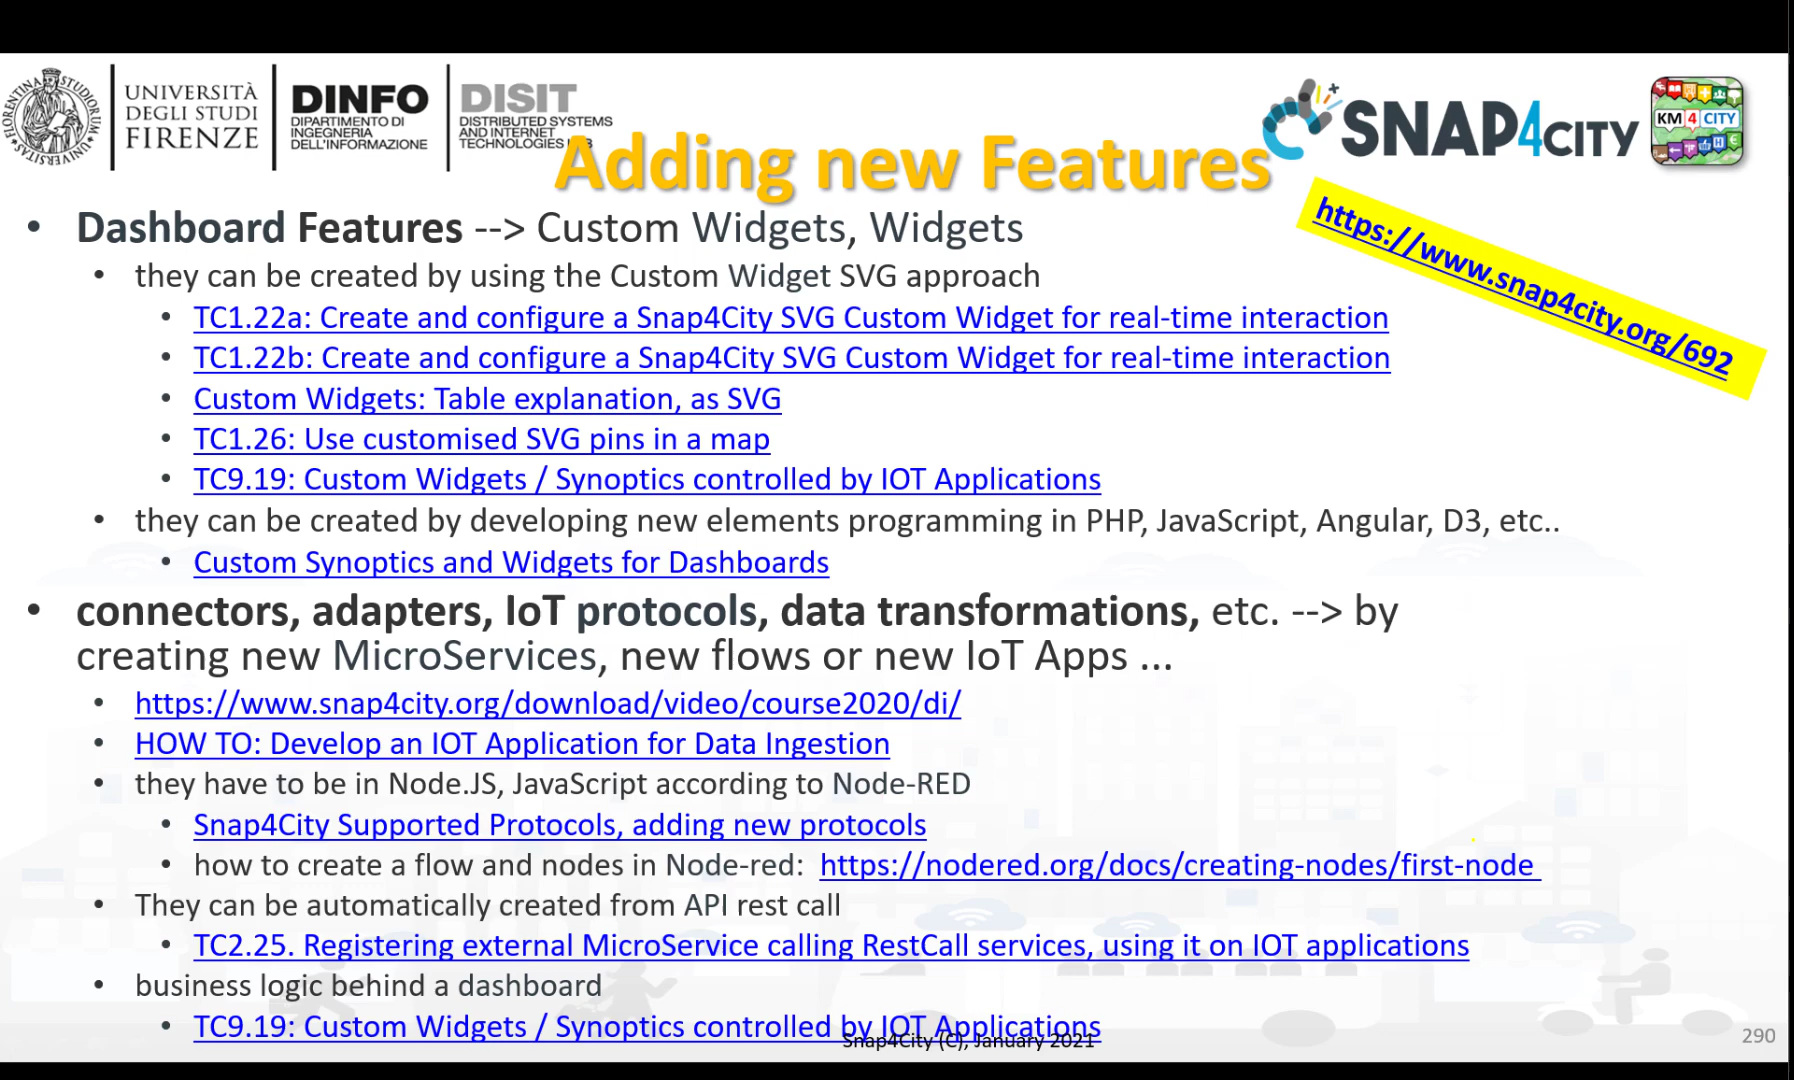 UNIVERSITÀ
DEGLI STUDI
FIRENZE
DINFO
DIPARTIMENTO DI
INGEGNERIA
DELL'INFORMAZIONE
DISIT
DISTRIBUTED SYSTEMS
AND INTERNET
TECHNOLOGIES
SNAP4CITY
KM 4 CITY
Adding new Features
https://www.snap4city.org/692
• Dashboard Features --> Custom Widgets, Widgets
• they can be created by using the Custom Widget SVG approach
• TC1.22a: Create and configure a Snap4City SVG Custom Widget for real-time interaction
• TC1.22b: Create and configure a Snap4City SVG Custom Widget for real-time interaction
• Custom Widgets: Table explanation, as SVG
• TC1.26: Use customised SVG pins in a map
• TC9.19: Custom Widgets / Synoptics controlled by IOT Applications
• they can be created by developing new elements programming in PHP, JavaScript, Angular, D3, etc..
• Custom Synoptics and Widgets for Dashboards
• connectors, adapters, IoT protocols, data transformations, etc. --> by
creating new MicroServices, new flows or new IoT Apps ...
• https://www.snap4city.org/download/video/course2020/di/
• HOW TO: Develop an IOT Application for Data Ingestion
• they have to be in Node.JS, JavaScript according to Node-RED
• Snap4City Supported Protocols, adding new protocols
• how to create a flow and nodes in Node-red: https://nodered.org/docs/creating-nodes/first-node
• They can be automatically created from API rest call
• TC2.25. Registering external MicroService calling RestCall services, using it on IOT applications
• business logic behind a dashboard
• TC9.19: Custom Widgets / Synoptics controlled by IOT Applications
Snap4City (C), January 2021
290